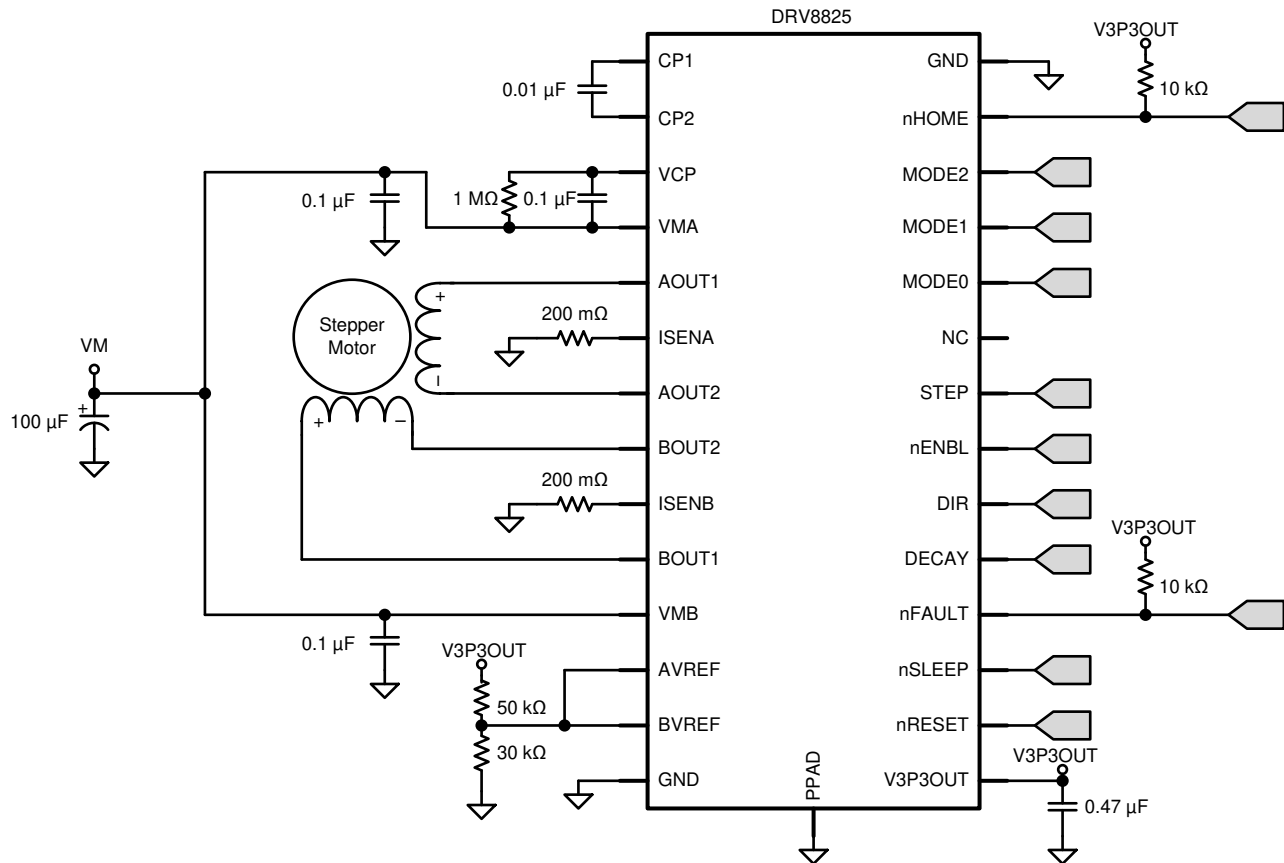 DRV8825
V3P3OUT
CP1
GND
0.01 µF
10 kΩ
CP2
nHOME
VCP
MODE2
0.1 µF
1 MΩ
0.1 µF
VMA
MODE1
AOUT1
MODE0
+
Stepper
Motor
200 mΩ
ISENA
NC
VM
–
AOUT2
STEP
+
100 µF
+
–
BOUT2
nENBL
200 mΩ
ISENB
DIR
V3P3OUT
BOUT1
DECAY
10 kΩ
VMB
nFAULT
0.1 µF
V3P3OUT
AVREF
nSLEEP
50 kΩ
BVREF
nRESET
30 kΩ
V3P3OUT
GND
PPAD
V3P3OUT
0.47 µF